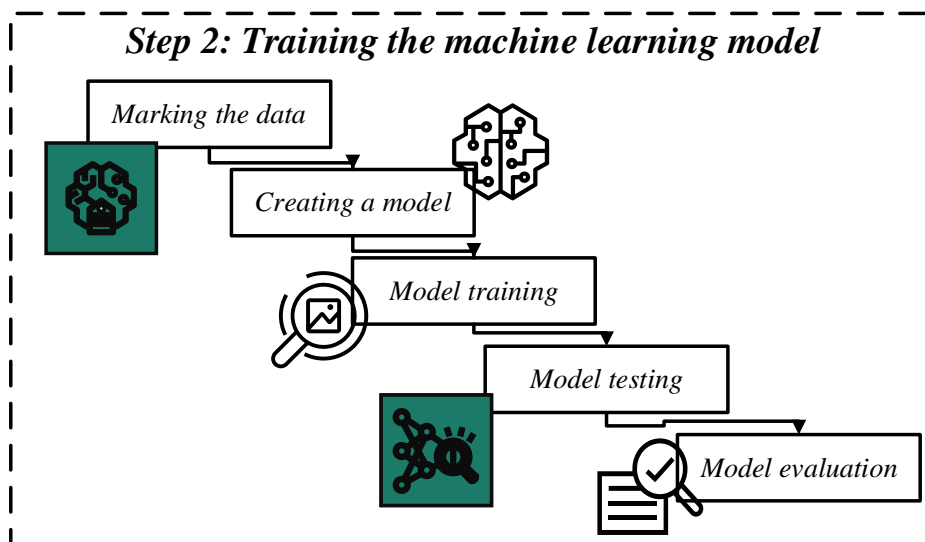 Step 2: Training the machine learning model
Marking the data
Creating a model
Model training
Model testing
Model evaluation